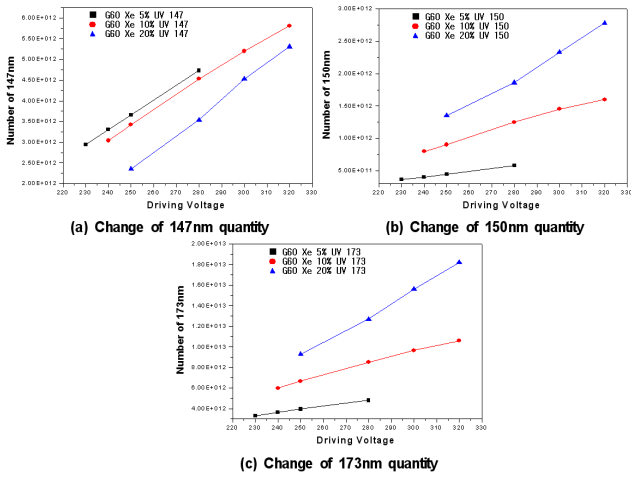 G60 Xe 5% UV 147
G60 Xe 10% UV 147
G60 Xe 20% UV 147
Number of 147nm
6.00E+012
5.50E+012
5.00E+012
4.50E+012
4.00E+012
3.50E+012
3.00E+012
2.50E+012
2.00E+012
220 230 240 250 260 270 280 290 300 310 320 330
Driving Voltage
(a) Change of 147nm quantity
G60 Xe 5% UV 150
G60 Xe 10% UV 150
G60 Xe 20% UV 150
Number of 150nm
3.00E+012
2.50E+012
2.00E+012
1.50E+012
1.00E+012
5.00E+011
220 230 240 250 260 270 280 290 300 310 320 330
Driving Voltage
(b) Change of 150nm quantity
G60 Xe 5% UV 173
G60 Xe 10% UV 173
G60 Xe 20% UV 173
Number of 173nm
2.00E+013
1.80E+013
1.60E+013
1.40E+013
1.20E+013
1.00E+013
8.00E+012
6.00E+012
4.00E+012
220 230 240 250 260 270 280 290 300 310 320 330
Driving Voltage
(c) Change of 173nm quantity